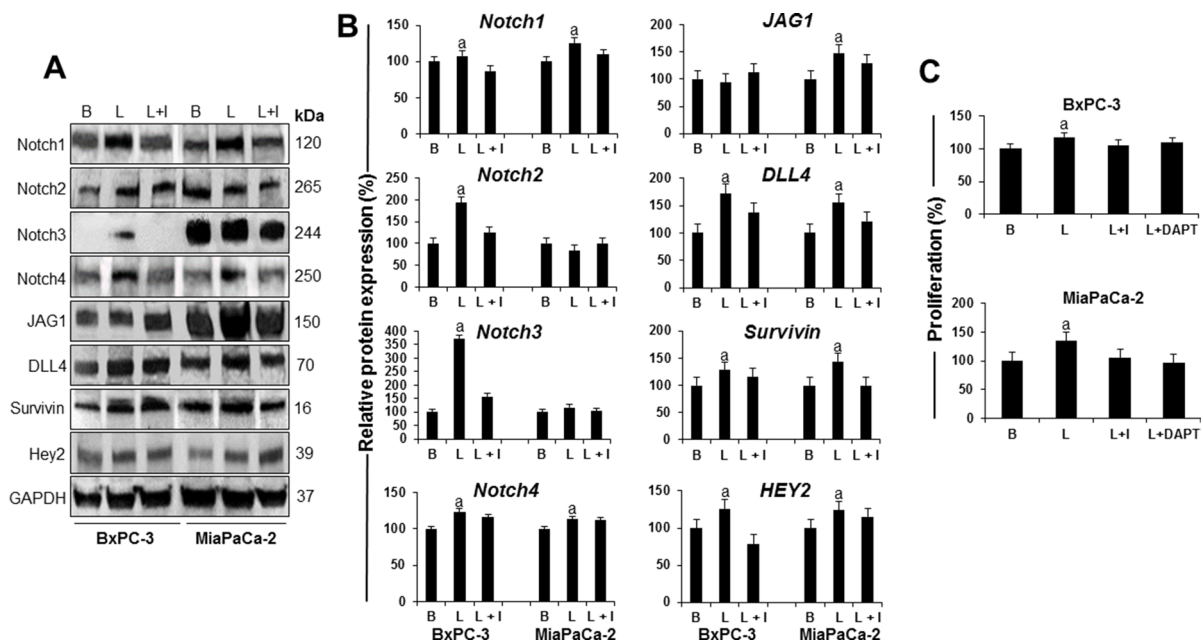 A
B L L+I B L L+I kDa
Notch1 120
Notch2 265
Notch3 244
Notch4 250
JAG1 150
DLL4 70
Survivin 16
Hey2 39
GAPDH 37
BxPC-3 MiaPaCa-2
B
Relative protein expression (%)
Notch1
150
100
50
0
a a
B L L + I B L L + I
JAG1
200
150
100
50
0
a
B L L + I B L L + I
Notch2
250
200
150
100
50
0
a
B L L + I B L L + I
DLL4
200
150
100
50
0
a a
B L L + I B L L + I
Notch3
400
350
300
250
200
150
100
50
0
a
B L L + I B L L + I
Survivin
200
150
100
50
0
a a
B L L + I B L L + I
Notch4
150
100
50
0
a a
B L L + I B L L + I
BxPC-3 MiaPaCa-2
HEY2
150
100
50
0
a a
B L L + I B L L + I
BxPC-3 MiaPaCa-2
C
Proliferation (%)
BxPC-3
150
100
50
0
a
B L L+I L+DAPT
MiaPaCa-2
200
150
100
50
0
a
B L L+I L+DAPT